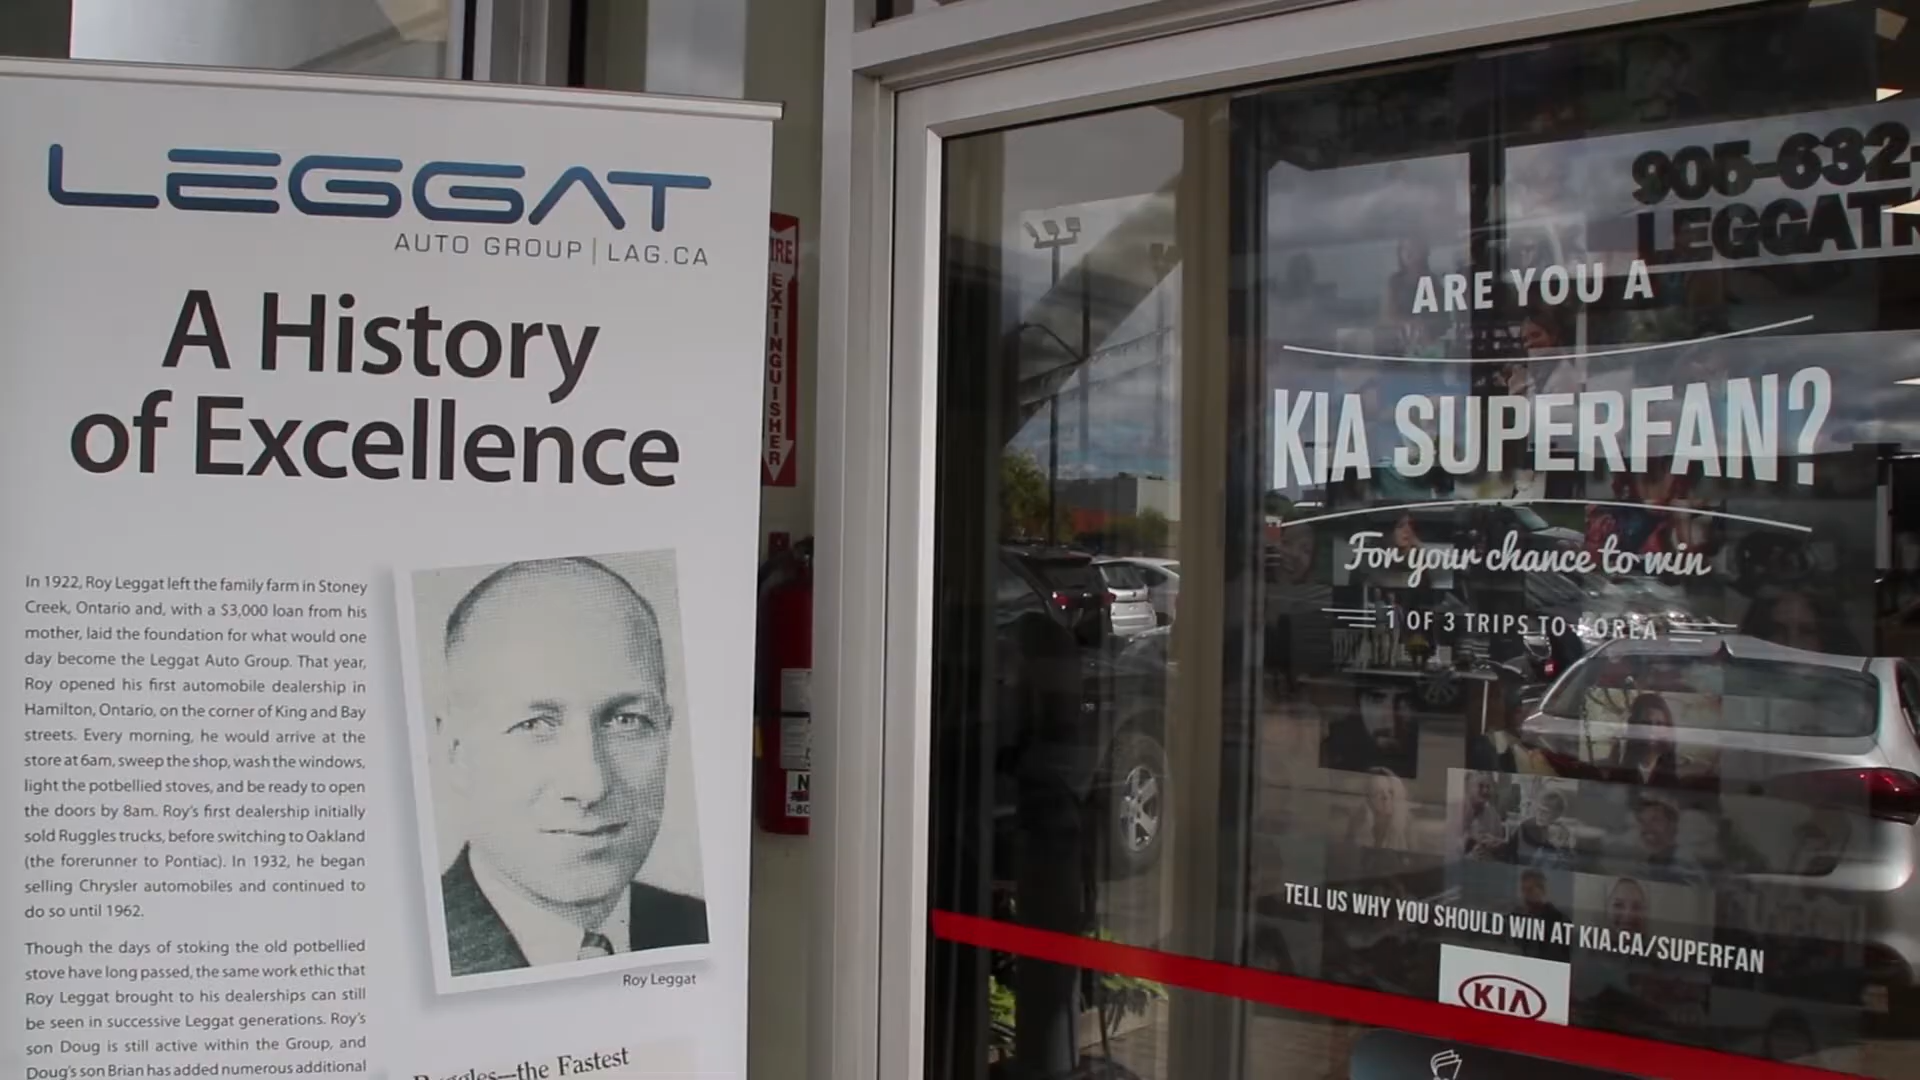 LEGGAT
AUTO GROUP | LAG.CA
A History
of Excellence
In 1922, Roy Leggat left the family farm in Stoney
Creek, Ontario and, with a $3,000 loan from his
mother, laid the foundation for what would one
day become the Leggat Auto Group. That year,
Roy opened his first automobile dealership in
Hamilton, Ontario, on the corner of King and Bay
streets. Every morning, he would arrive at the
store at 6am, sweep the shop, wash the windows,
light the potbellied stoves, and be ready to open
the doors by 8am. Roy's first dealership initially
sold Ruggles trucks, before switching to Oakland
(the forerunner to Pontiac). In 1932, he began
selling Chrysler automobiles and continued to
do so until 1962.
Though the days of stoking the old potbellied
stove have long passed, the same work ethic that
Roy Leggat brought to his dealerships can still
be seen in successive Leggat generations. Roy's
son Doug is still active within the Group, and
Doug's son Brian has added numerous additional
Roy Leggat
the Fastest
EXTINGUISHER
905-632-
LEGGATK
ARE YOU A
KIA SUPERFAN?
For your chance to win
1 OF 3 TRIPS TO KOREA
TELL US WHY YOU SHOULD WIN AT KIA.CA/SUPERFAN
KIA